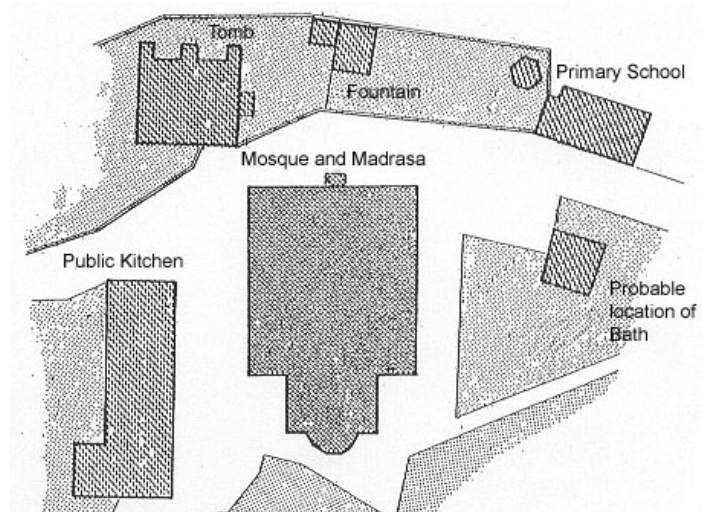 Tomb
Fountain
Primary School
Mosque and Madrasa
Public Kitchen
Probable
location of
Bath